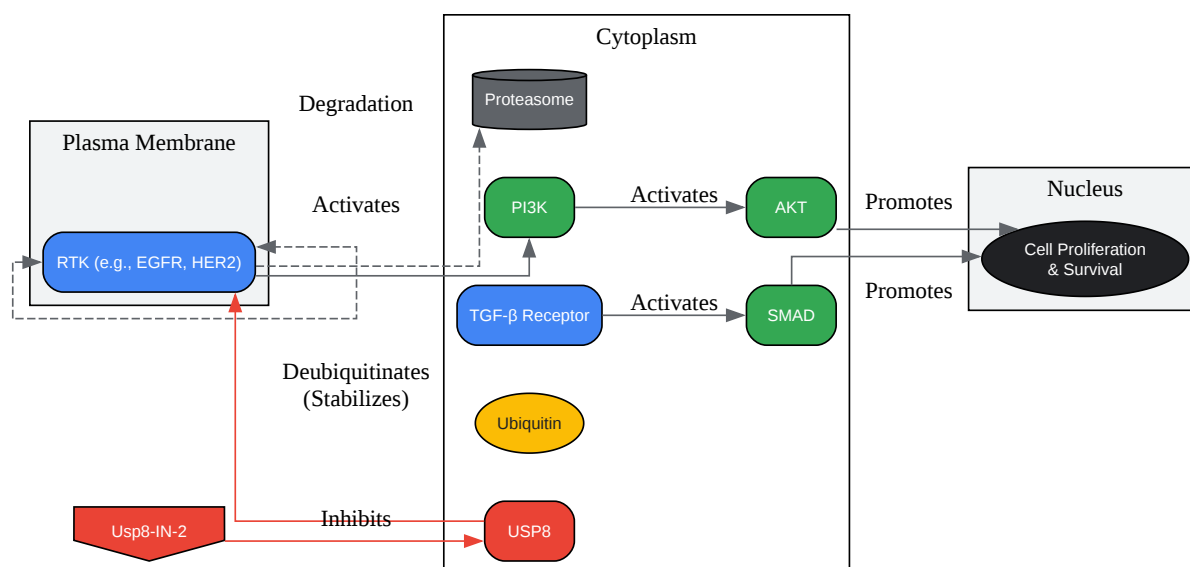 Cytoplasm
Proteasome
Degradation
Plasma Membrane
Nucleus
PI3K
Activates
AKT
Promotes
Activates
RTK (e.g., EGFR, HER2)
Cell Proliferation
& Survival
TGF-β Receptor
Activates
SMAD
Promotes
Deubiquitinates
(Stabilizes)
Ubiquitin
Usp8-IN-2
Inhibits
USP8